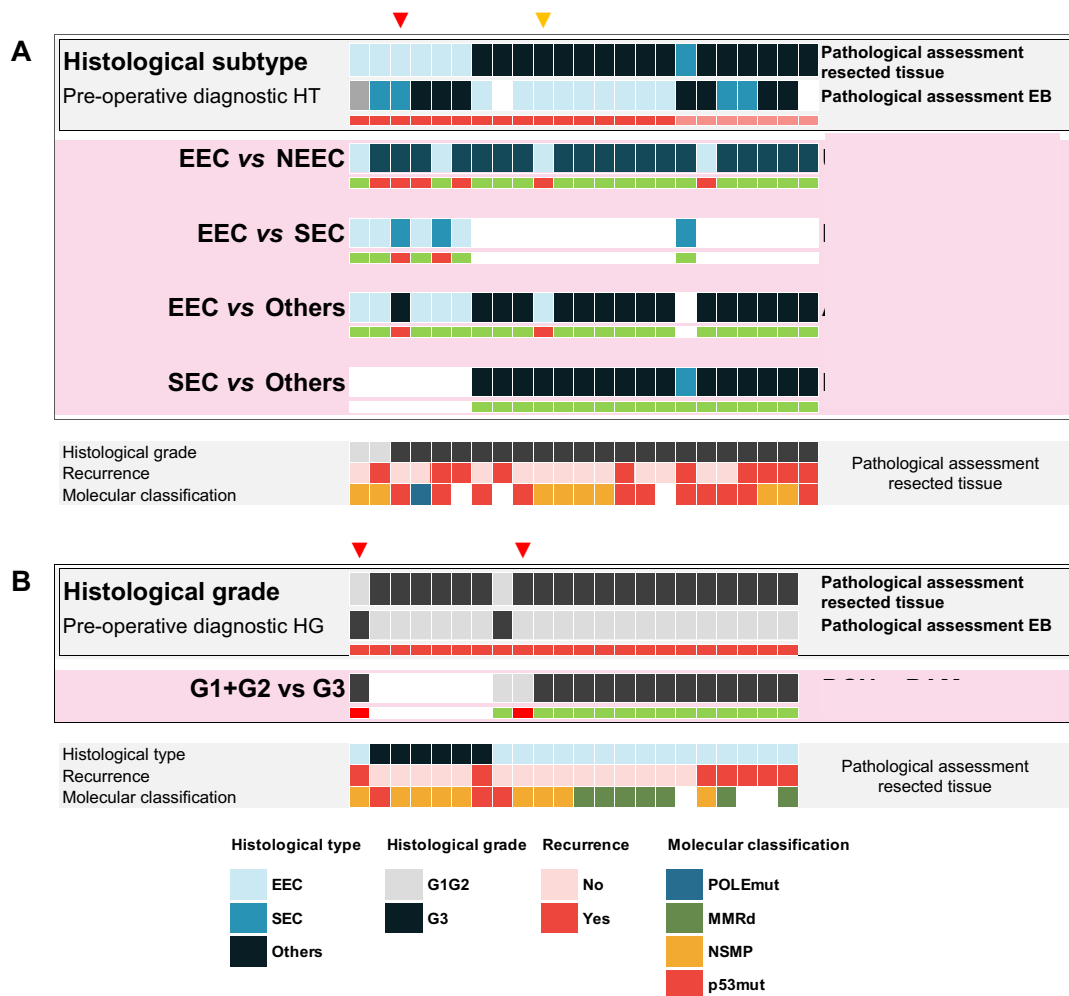 A
Histological subtype
Pre-operative diagnostic HT
Pathological assessment
resected tissue
Pathological assessment EB
EEC vs NEEC
EEC vs SEC
EEC vs Others
SEC vs Others
Histological grade
Recurrence
Molecular classification
Pathological assessment
resected tissue
B
Histological grade
Pre-operative diagnostic HG
Pathological assessment
resected tissue
Pathological assessment EB
G1+G2 vs G3
Histological type
Recurrence
Molecular classification
Pathological assessment
resected tissue
Histological type
EEC
SEC
Others
Histological grade
G1G2
G3
Recurrence
No
Yes
Molecular classification
POLEmut
MMRd
NSMP
p53mut